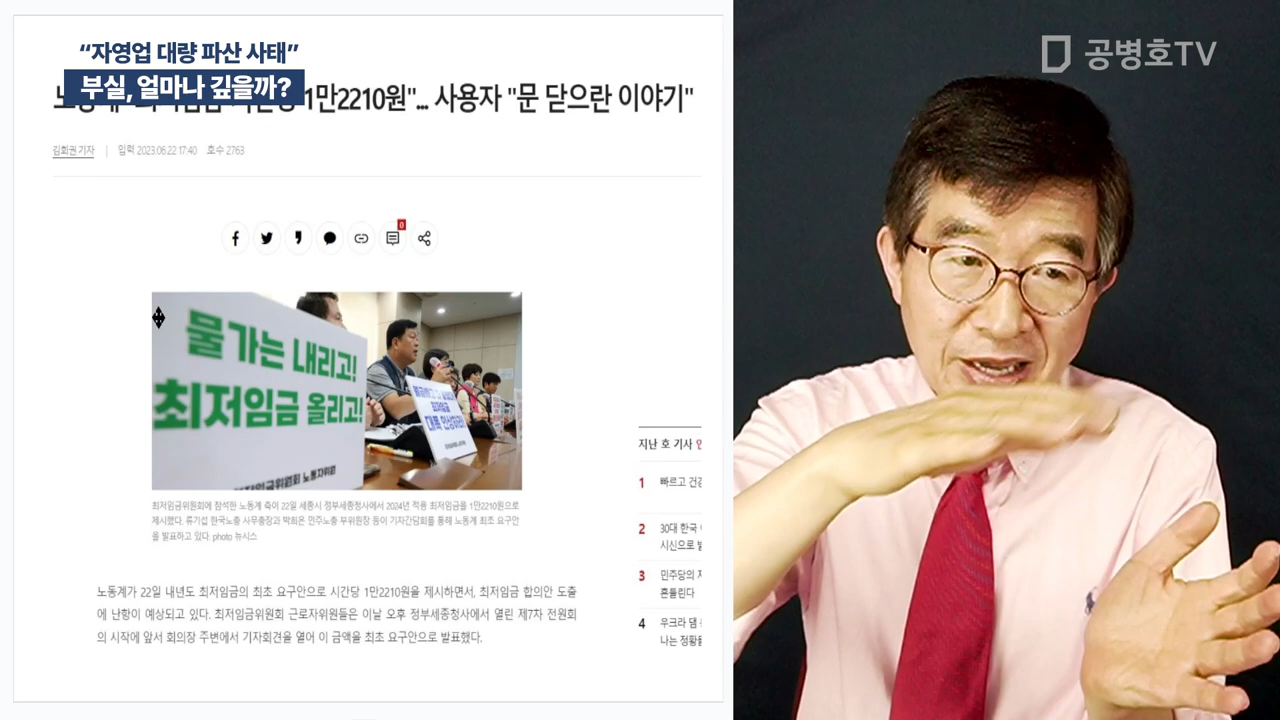 “자영업 대량 파산 사태”
부실, 얼마나 깊을까?
1만2210원"... 사용자 "문 닫으란 이야기"
공병호TV
김회권 기자 | 입력 2023.06.22 17:40 호수 2763
0
물가는 내리고!
최저임금 올리고!
최저임금위원회에 참석한 노동계 측이 22일 세종시 정부세종청사에서 2024년 적용 최저임금을 1만2210원으로
제시했다. 류기섭 한국노총 사무총장과 박희은 민주노총 부위원장 등이 기자간담회를 통해 노동계 최초 요구안
을 발표하고 있다. photo 뉴시스
노동계가 22일 내년도 최저임금의 최초 요구안으로 시간당 1만2210원을 제시하면서, 최저임금 합의안 도출
에 난항이 예상되고 있다. 최저임금위원회 근로자위원들은 이날 오후 정부세종청사에서 열린 제7차 전원회
의 시작에 앞서 회의장 주변에서 기자회견을 열어 이 금액을 최초 요구안으로 발표했다.
지난 호 기사
1 빠르고
2 30대 한국
시신으로
3 민주당의
흔들린다
4 우크라 댐
나는 정황